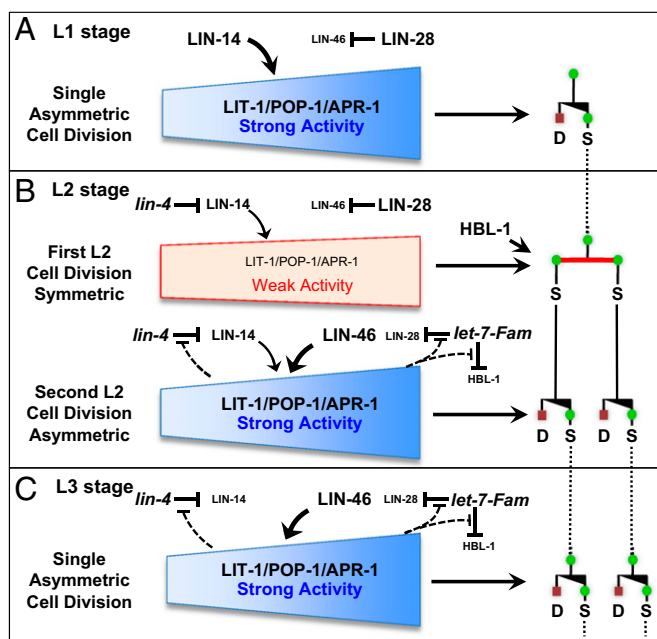 A L1 stage
LIN-14 LIN-46 LIN-28
Single
Asymmetric
Cell Division
LIT-1/POP-1/APR-1
Strong Activity
D S
B L2 stage
lin-4 LIN-14 LIN-46 LIN-28
HBL-1
First L2
Cell Division
Symmetric
LIT-1/POP-1/APR-1
Weak Activity
S S
lin-4 LIN-14 LIN-46 LIN-28 let-7-Fam
HBL-1
Second L2
Cell Division
Asymmetric
LIT-1/POP-1/APR-1
Strong Activity
D S D S
C L3 stage
lin-4 LIN-14 LIN-46 LIN-28 let-7-Fam
HBL-1
Single
Asymmetric
Cell Division
LIT-1/POP-1/APR-1
Strong Activity
D S D S